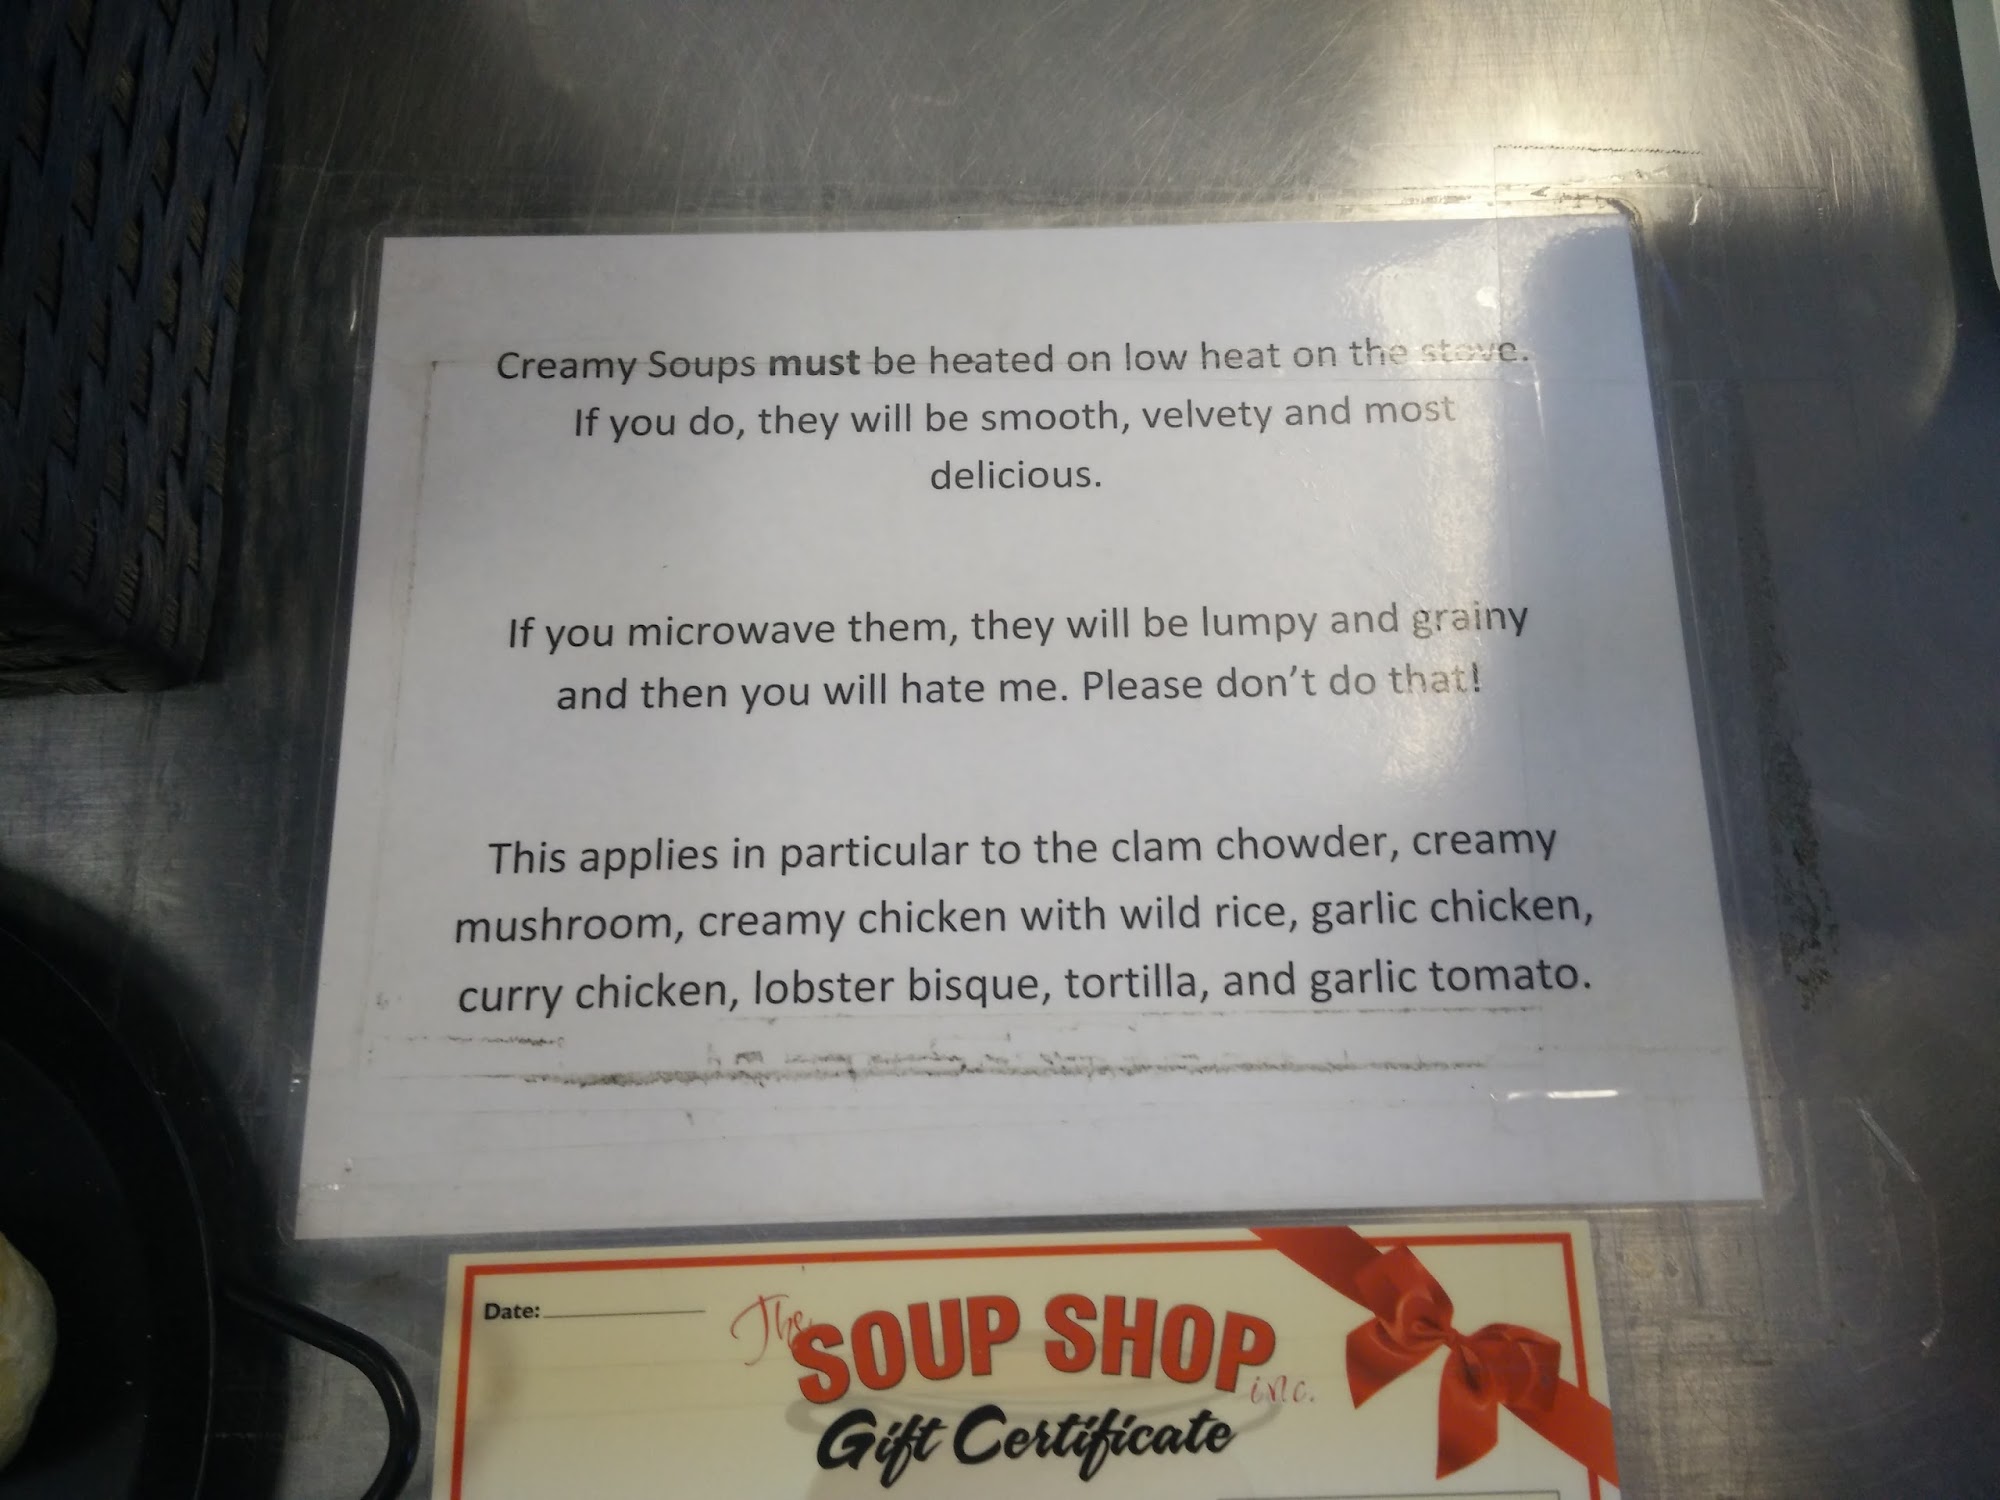 Creamy Soups must be heated on low heat on the stove.
If you do, they will be smooth, velvety and most
delicious.
If you microwave them, they will be lumpy and grainy
and then you will hate me. Please don't do that!
This applies in particular to the clam chowder, creamy
mushroom, creamy chicken with wild rice, garlic chicken,
curry chicken, lobster bisque, tortilla, and garlic tomato.
Date:
The
SOUP SHOP
inc.
Gift Certificate